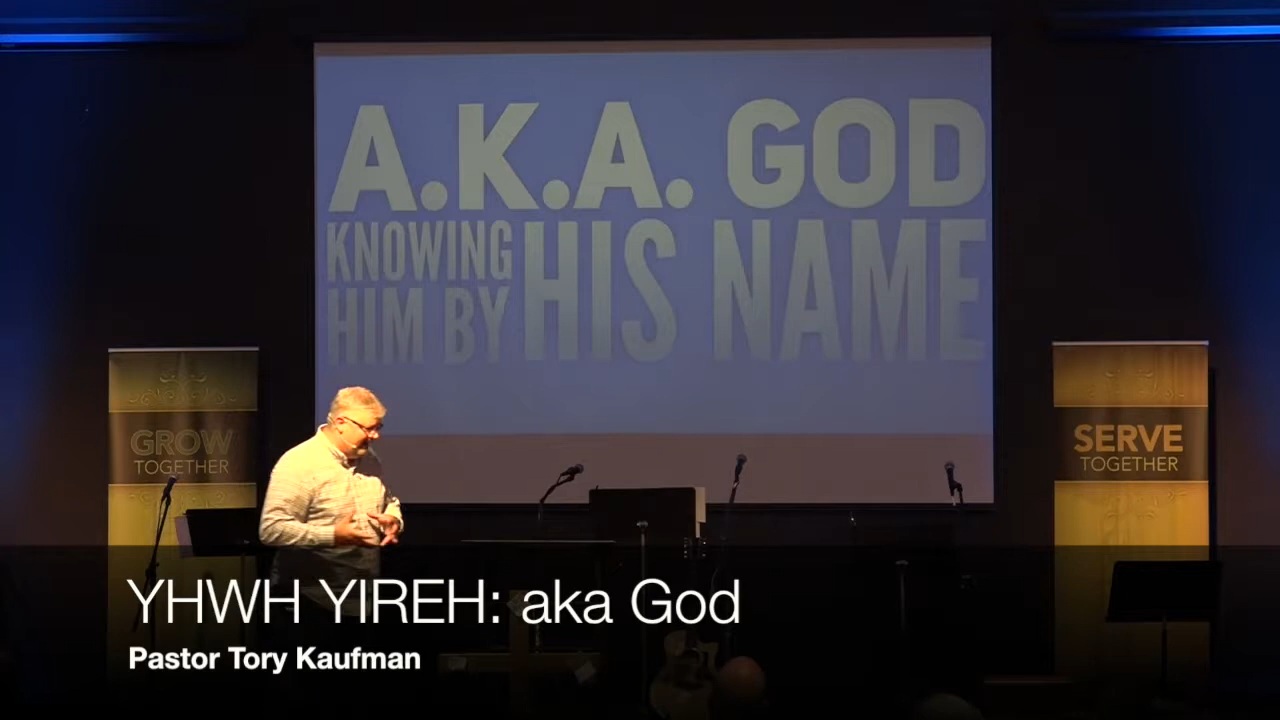 A.K.A. GOD
KNOWING
HIM BY
HIS NAME
GROW
TOGETHER
SERVE
TOGETHER
YHWH YIREH: aka God
Pastor Tory Kaufman